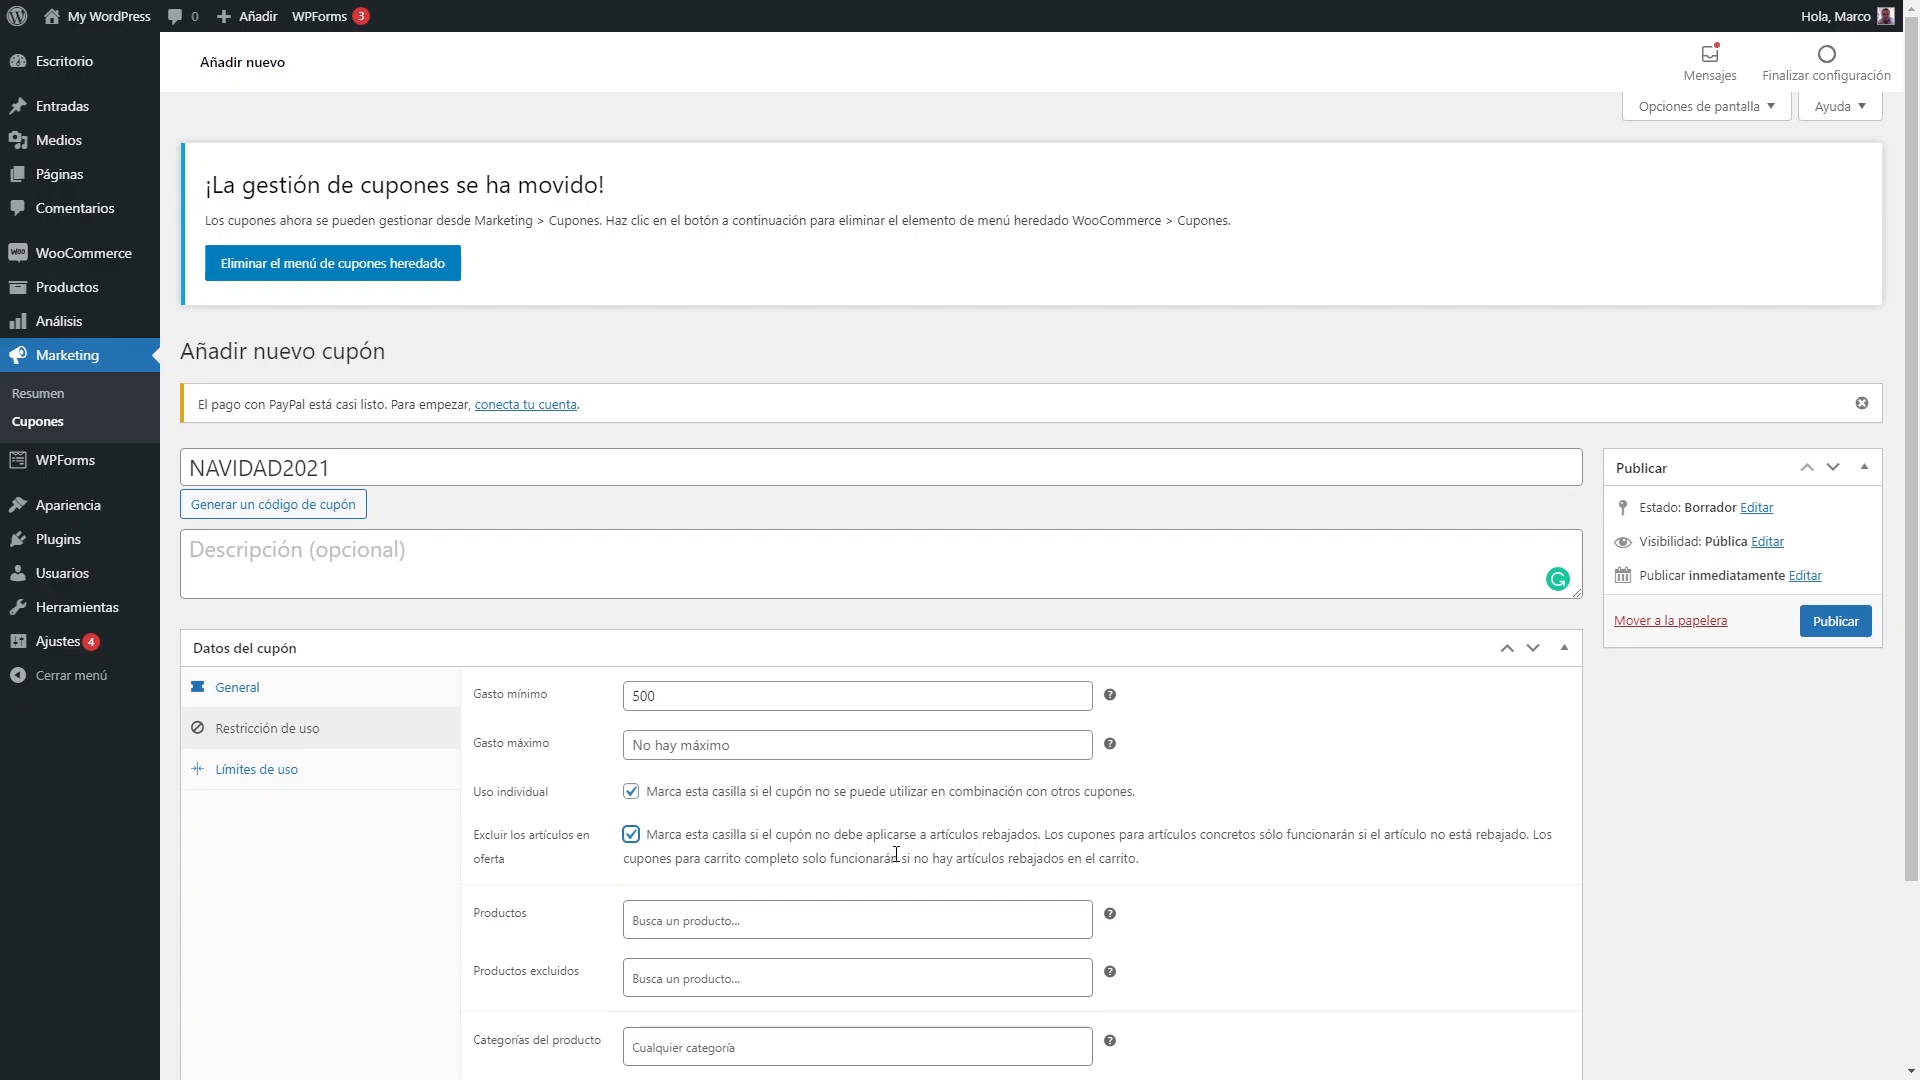 My WordPress
0
Añadir
WPForms 3
Hola, Marco
Escritorio
Entradas
Medios
Páginas
Comentarios
WooCommerce
Productos
Análisis
Marketing
Resumen
Cupones
WPForms
Apariencia
Plugins
Usuarios
Herramientas
Ajustes 4
Cerrar menú
Añadir nuevo
Mensajes
Finalizar configuración
Opciones de pantalla
Ayuda
¡La gestión de cupones se ha movido!
Los cupones ahora se pueden gestionar desde Marketing > Cupones. Haz clic en el botón a continuación para eliminar el elemento de menú heredado WooCommerce > Cupones.
Eliminar el menú de cupones heredado
Añadir nuevo cupón
El pago con PayPal está casi listo. Para empezar, conecta tu cuenta.
NAVIDAD2021
Generar un código de cupón
Descripción (opcional)
Publicar
Estado: Borrador Editar
Visibilidad: Pública Editar
Publicar inmediatamente Editar
Mover a la papelera
Publicar
Datos del cupón
General
Restricción de uso
Límites de uso
Gasto mínimo
500
Gasto máximo
No hay máximo
Uso individual
Marca esta casilla si el cupón no se puede utilizar en combinación con otros cupones.
Excluir los artículos en
oferta
Marca esta casilla si el cupón no debe aplicarse a artículos rebajados. Los cupones para artículos concretos sólo funcionarán si el artículo no está rebajado. Los
cupones para carrito completo solo funcionarán si no hay artículos rebajados en el carrito.
Productos
Busca un producto...
Productos excluidos
Busca un producto...
Categorías del producto
Cualquier categoría